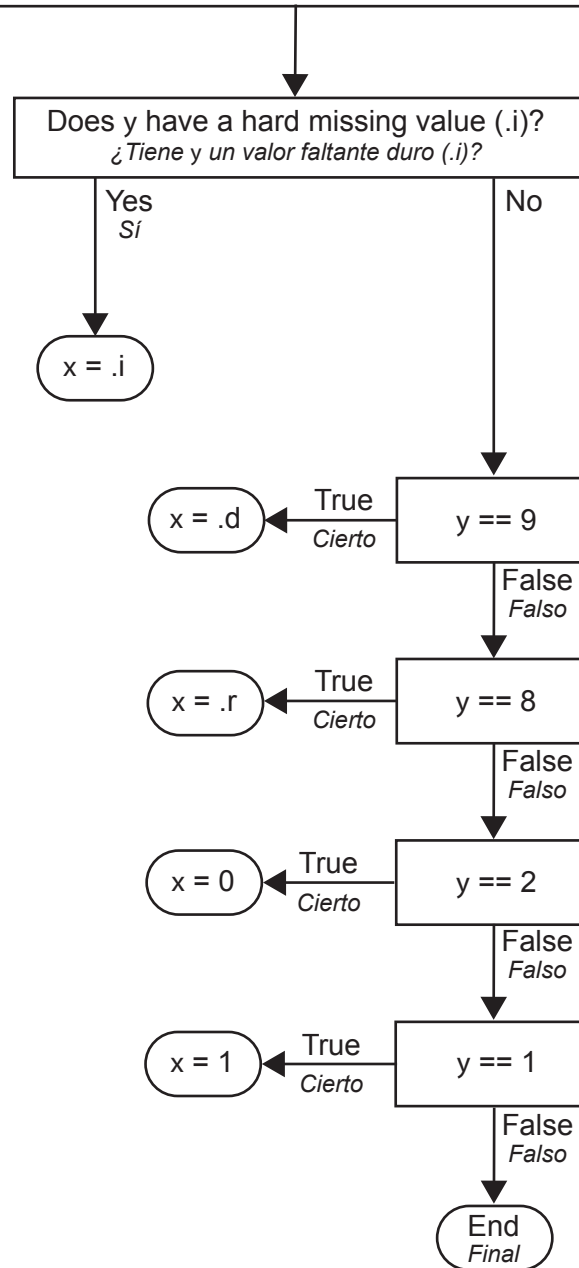 Does y have a hard missing value (.i)?
¿Tiene y un valor faltante duro (.i)?
Yes
Sí
No
x = .i
x = .d
True
Cierto
y == 9
False
Falso
x = .r
True
Cierto
y == 8
False
Falso
x = 0
True
Cierto
y == 2
False
Falso
x = 1
True
Cierto
y == 1
False
Falso
End
Final